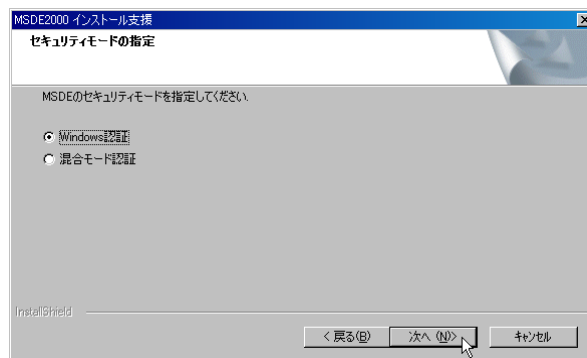 MSDE2000 インストール支援
セキュリティモードの指定
MSDEのセキュリティモードを指定してください.
Windows認証
混合モード認証
InstallShield
< 戻る(B)
次へ (N)>
キャンセル